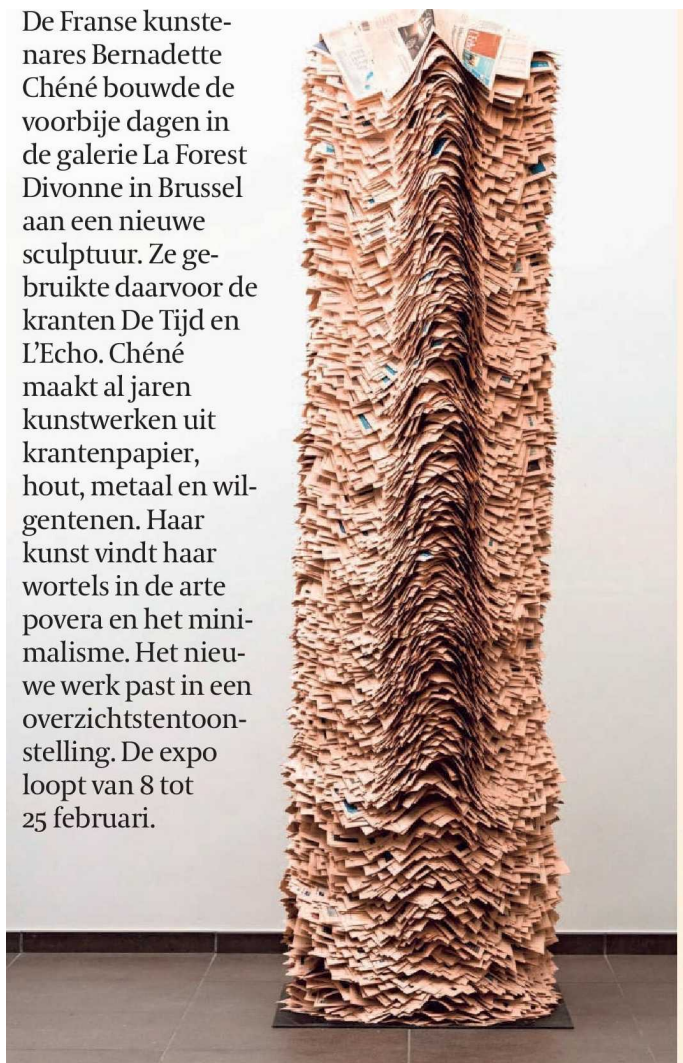 De Franse kunste-
nares Bernadette
Chéné bouwde de
voorbije dagen in
de galerie La Forest
Divonne in Brussel
aan een nieuwe
sculptuur. Ze ge-
bruikte daarvoor de
kranten De Tijd en
L'Echo. Chéné
maakt al jaren
kunstwerken uit
krantenpapier,
hout, metaal en wil-
gentenen. Haar
kunst vindt haar
wortels in de arte
povera en het mini-
malisme. Het nieu-
we werk past in een
overzichtstentoon-
stelling. De expo
loopt van 8 tot
25 februari.